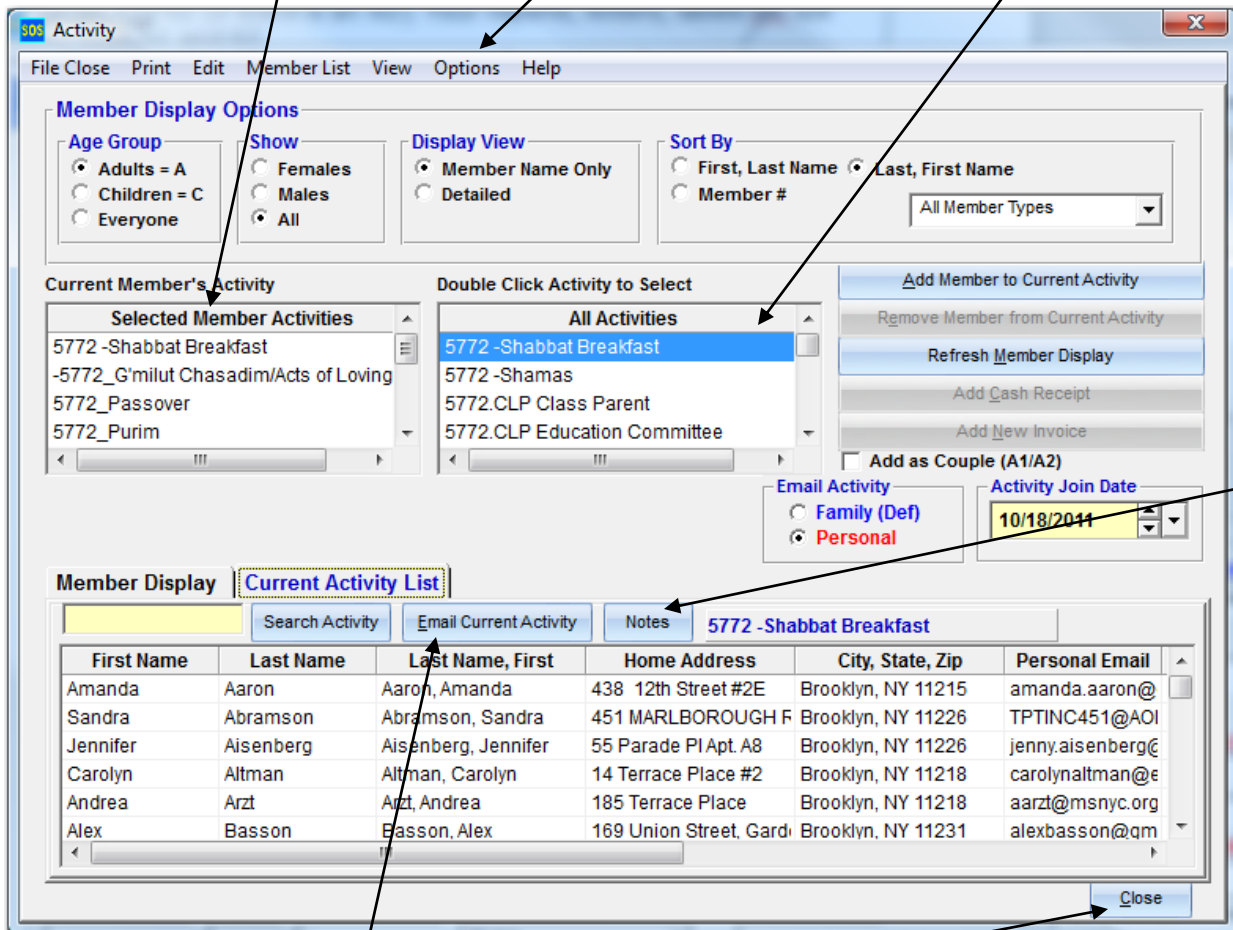 SOS Activity
File Close Print Edit Member List View Options Help
Member Display Options
Age Group Show Display View Sort By
Adults = A Females Member Name Only First, Last Name Last, First Name
Children = C Males Detailed Member # All Member Types
Everyone All
Current Member's Activity Double Click Activity to Select Add Member to Current Activity
Selected Member Activities All Activities Remove Member from Current Activity
5772 -Shabbat Breakfast 5772 -Shabbat Breakfast Refresh Member Display
-5772_G'milut Chasadim/Acts of Loving 5772 -Shamas Add Cash Receipt
5772_Passover 5772.CLP Class Parent Add New Invoice
5772_Purim 5772.CLP Education Committee
Add as Couple (A1/A2)
Email Activity Activity Join Date
Family (Def) 10/18/2011
Personal
Member Display Current Activity List
Search Activity Email Current Activity Notes 5772 -Shabbat Breakfast
First Name Last Name Last Name, First Home Address City, State, Zip Personal Email
Amanda Aaron Aaron, Amanda 438 12th Street #2E Brooklyn, NY 11215 amanda.aaron@
Sandra Abramson Abramson, Sandra 451 MARLBOROUGH R Brooklyn, NY 11226 TPTINC451@AOl
Jennifer Aisenberg Aisenberg, Jennifer 55 Parade Pl Apt. A8 Brooklyn, NY 11226 jenny.aisenberg@
Carolyn Altman Altman, Carolyn 14 Terrace Place #2 Brooklyn, NY 11218 carolynaltman@e
Andrea Arzt Arzt, Andrea 185 Terrace Place Brooklyn, NY 11218 aarzt@msnyc.org
Alex Basson Basson, Alex 169 Union Street, Gard Brooklyn, NY 11231 alexbasson@gm
Close